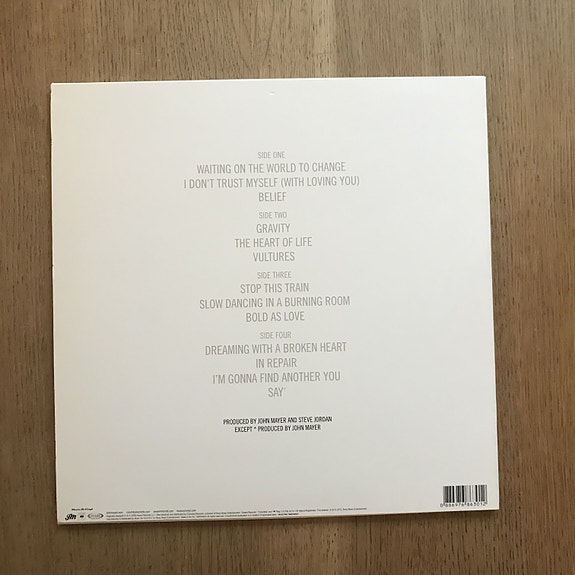 SIDE ONE
WAITING ON THE WORLD TO CHANGE
I DON'T TRUST MYSELF (WITH LOVING YOU)
BELIEF
SIDE TWO
GRAVITY
THE HEART OF LIFE
VULTURES
SIDE THREE
STOP THIS TRAIN
SLOW DANCING IN A BURNING ROOM
BOLD AS LOVE
SIDE FOUR
DREAMING WITH A BROKEN HEART
IN REPAIR
I'M GONNA FIND ANOTHER YOU
SAY*
PRODUCED BY JOHN MAYER AND STEVE JORDAN
EXCEPT * PRODUCED BY JOHN MAYER